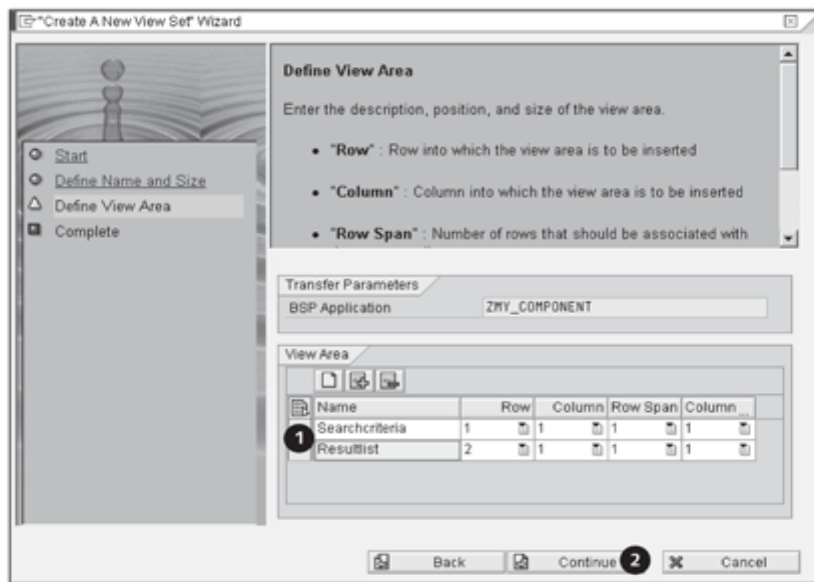 "Create A New View Set" Wizard
Start
Define Name and Size
Define View Area
Complete
Define View Area
Enter the description, position, and size of the view area.
• "Row" : Row into which the view area is to be inserted
• "Column" : Column into which the view area is to be inserted
• "Row Span" : Number of rows that should be associated with
Transfer Parameters
BSP Application ZMY_COMPONENT
View Area
Name Row Column Row Span Column...
1
Searchcriteria 1 1 1 1
Resultlist 2 1 1 1
Back Continue 2 Cancel